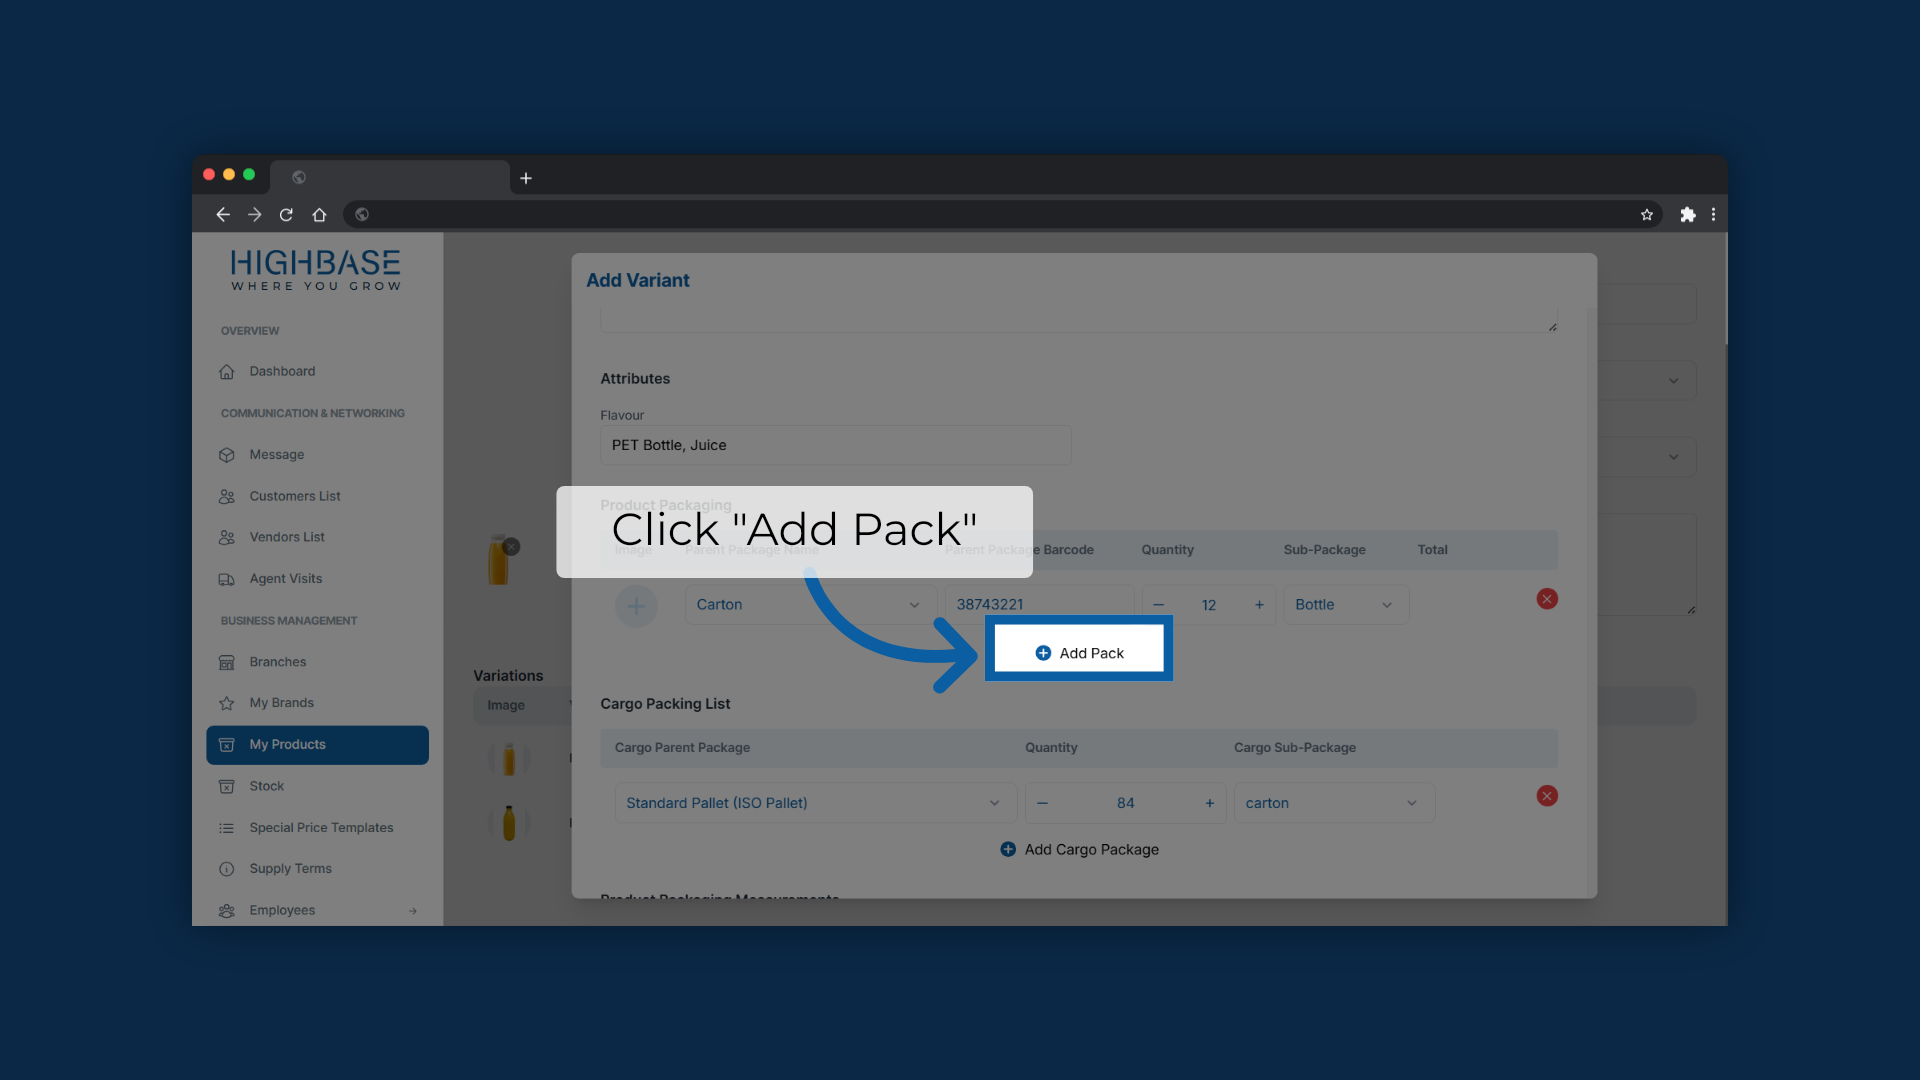 HIGHBASE
WHERE YOU GROW
OVERVIEW
Dashboard
COMMUNICATION & NETWORKING
Message
Customers List
Vendors List
Agent Visits
BUSINESS MANAGEMENT
Branches
My Brands
My Products
Stock
Special Price Templates
Supply Terms
Employees
Variations
Image
Add Variant
Attributes
Flavour
PET Bottle, Juice
Product Packaging
Click "Add Pack"
Image Parent Package Name Parent Package Barcode Quantity Sub-Package Total
Carton 38743221 12 Bottle
Add Pack
Cargo Packing List
Cargo Parent Package Quantity Cargo Sub-Package
Standard Pallet (ISO Pallet) 84 carton
Add Cargo Package
Product Packaging Measurements